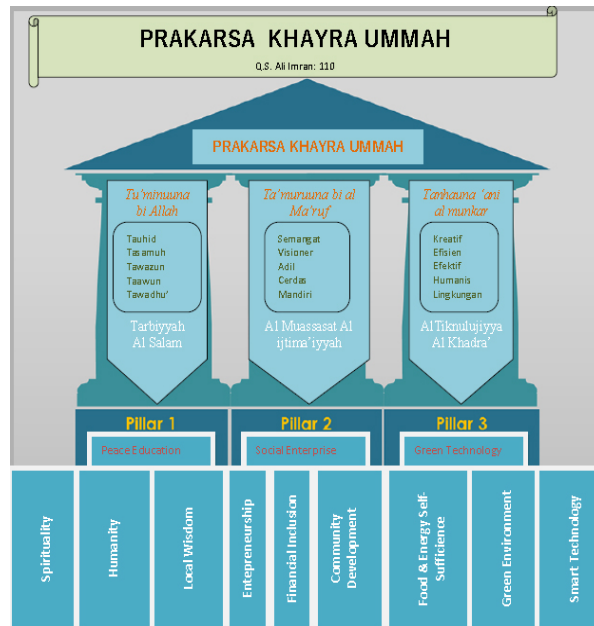 PRAKARSA KHAYRA UMMAH
Q.S. Ali Imran: 110
PRAKARSA KHAYRA UMMAH
Tu'minuuna
bi Allah
Tauhid
Tasamuh
Tawazun
Taawun
Tawadhu'
Tarbiyyah
Al Salam
Ta'muruuna bi al
Ma'ruf
Semangat
Visioner
Adil
Cerdas
Mandiri
Al Muassasat Al
ijtima'iyyah
Tanhauna 'ani
al munkar
Kreatif
Efisien
Efektif
Humanis
Lingkungan
AlTiknulujiyya
Al Khadra'
Pillar 1
Peace Education
Pillar 2
Social Enterprise
Pillar 3
Green Technology
Spirituality
Humanity
Local Wisdom
Entepreneurship
Financial Inclusion
Community
Development
Food & Energy Self-
Sufficience
Green Environment
Smart Technology